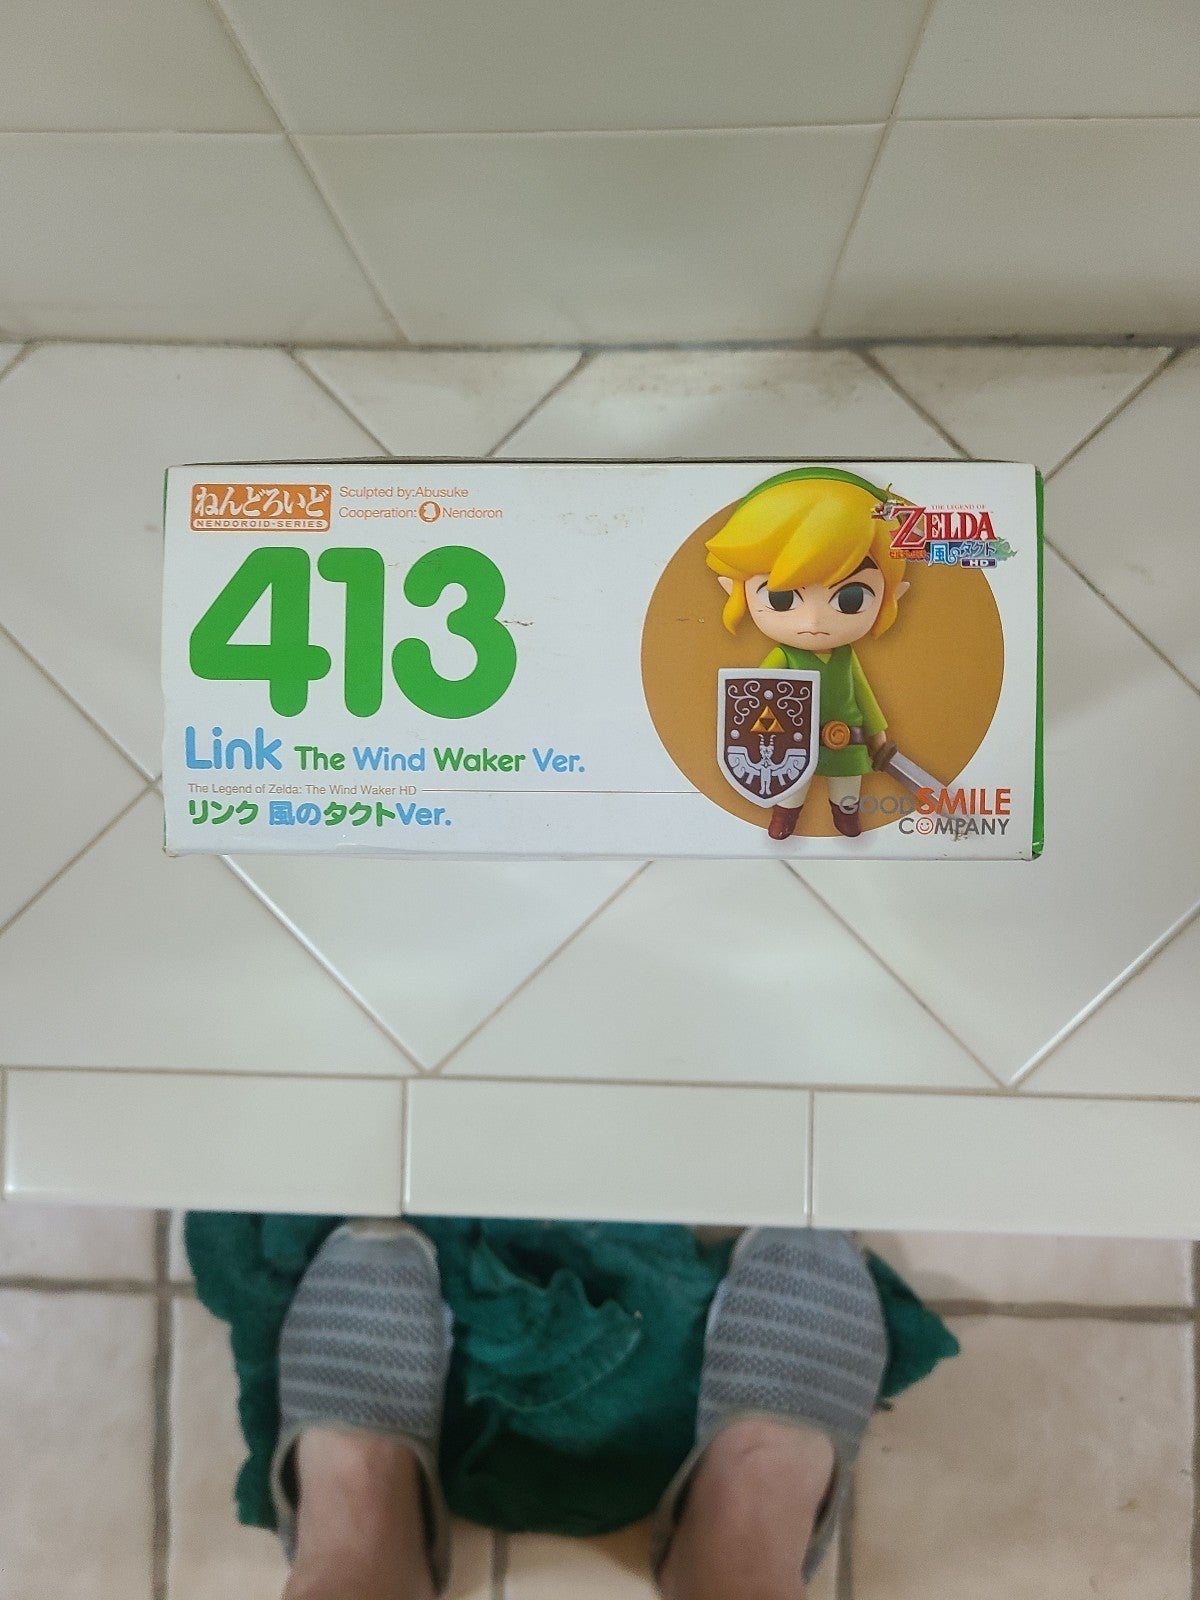 ねんどろいど
NENDOROID-SERIES
Sculpted by:Abusuke
Cooperation: Nendoron
413
Link The Wind Waker Ver.
The Legend of Zelda: The Wind Waker HD
リンク 風のタクトVer.
THE LEGEND OF
ZELDA
風のタクト
HD
GOOD SMILE
COMPANY